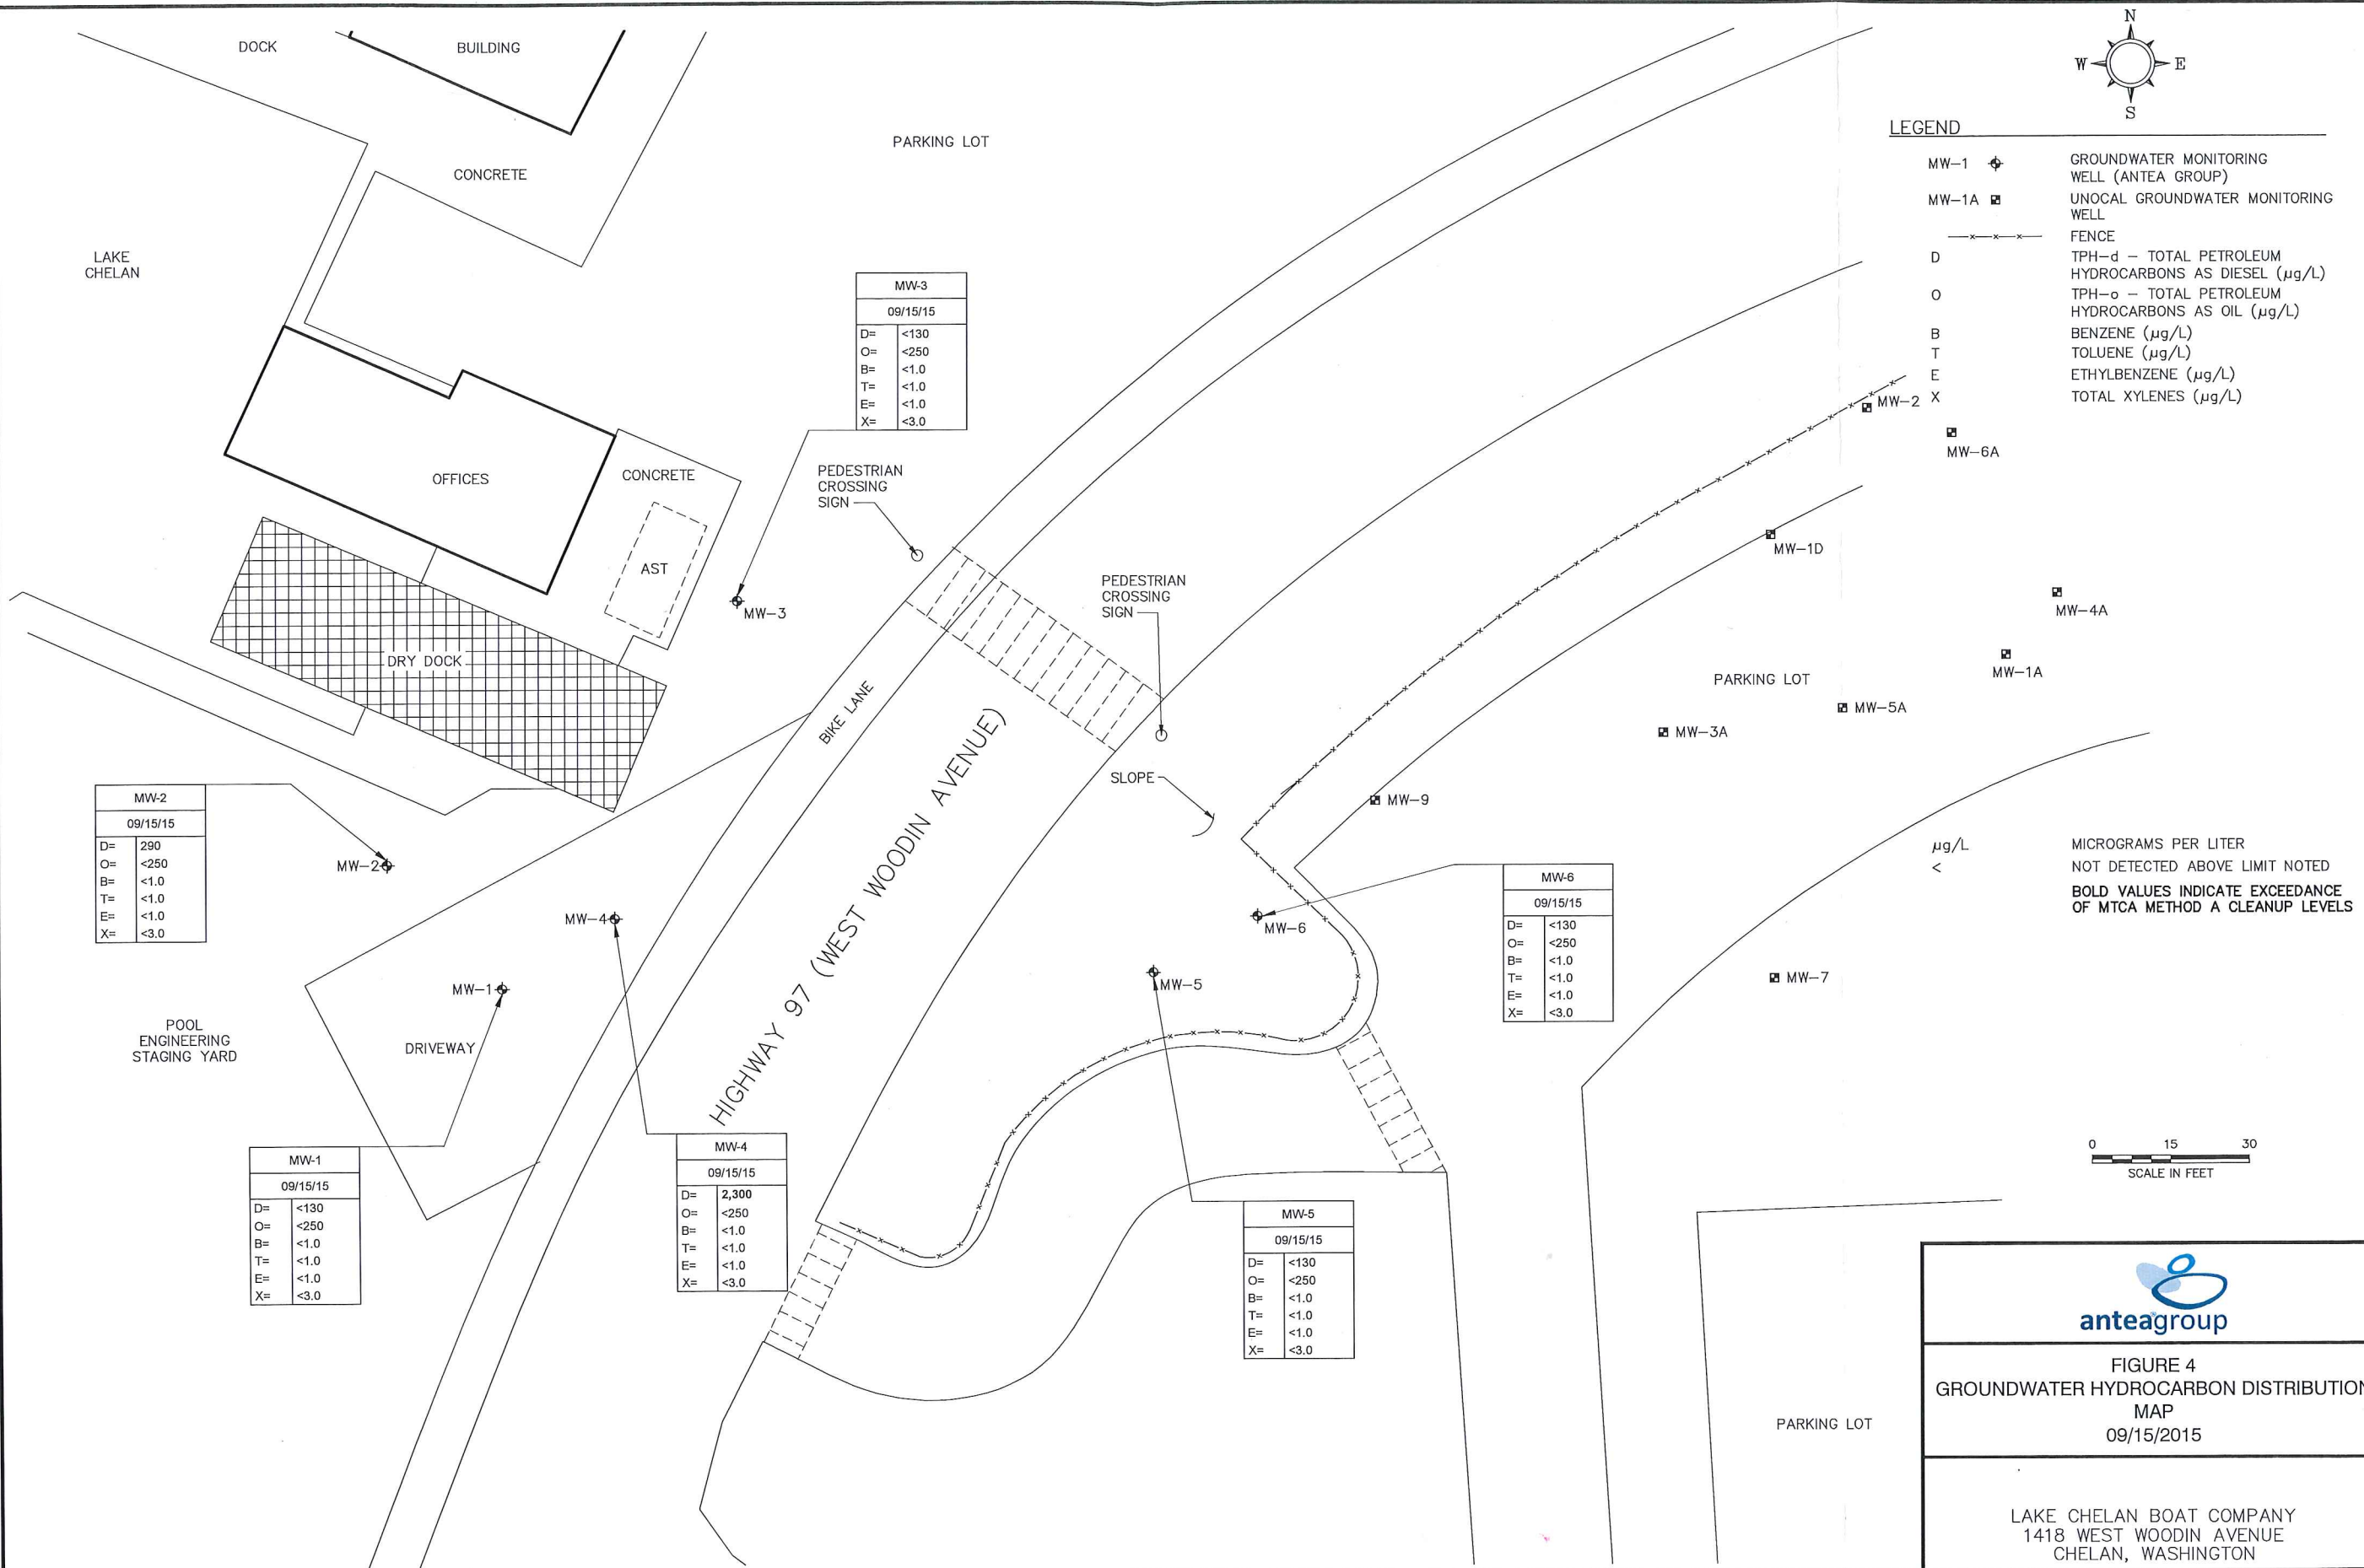 DOCK
BUILDING
CONCRETE
PARKING LOT
LAKE
CHELAN
OFFICES
CONCRETE
AST
DRY DOCK
N
W E
S
LEGEND
MW-1 GROUNDWATER MONITORING
WELL (ANTEA GROUP)
MW-1A UNOCAL GROUNDWATER MONITORING
WELL
FENCE
D TPH-d - TOTAL PETROLEUM
HYDROCARBONS AS DIESEL (µg/L)
O TPH-o - TOTAL PETROLEUM
HYDROCARBONS AS OIL (µg/L)
B BENZENE (µg/L)
T TOLUENE (µg/L)
E ETHYLBENZENE (µg/L)
X TOTAL XYLENES (µg/L)
MW-3
09/15/15
D= <130
O= <250
B= <1.0
T= <1.0
E= <1.0
X= <3.0
MW-3
PEDESTRIAN
CROSSING
SIGN
PEDESTRIAN
CROSSING
SIGN
BIKE LANE
HIGHWAY 97 (WEST WOODIN AVENUE)
SLOPE
MW-2
MW-6A
MW-1D
MW-4A
MW-1A
PARKING LOT
MW-5A
MW-3A
MW-9
MW-7
MW-2
09/15/15
D= 290
O= <250
B= <1.0
T= <1.0
E= <1.0
X= <3.0
MW-2
MW-4
MW-1
POOL
ENGINEERING
STAGING YARD
DRIVEWAY
MW-6
MW-5
MW-6
09/15/15
D= <130
O= <250
B= <1.0
T= <1.0
E= <1.0
X= <3.0
µg/L MICROGRAMS PER LITER
< NOT DETECTED ABOVE LIMIT NOTED
BOLD VALUES INDICATE EXCEEDANCE
OF MTCA METHOD A CLEANUP LEVELS
MW-1
09/15/15
D= <130
O= <250
B= <1.0
T= <1.0
E= <1.0
X= <3.0
MW-4
09/15/15
D= 2,300
O= <250
B= <1.0
T= <1.0
E= <1.0
X= <3.0
MW-5
09/15/15
D= <130
O= <250
B= <1.0
T= <1.0
E= <1.0
X= <3.0
0 15 30
SCALE IN FEET
PARKING LOT
anteagroup
FIGURE 4
GROUNDWATER HYDROCARBON DISTRIBUTION
MAP
09/15/2015
LAKE CHELAN BOAT COMPANY
1418 WEST WOODIN AVENUE
CHELAN, WASHINGTON